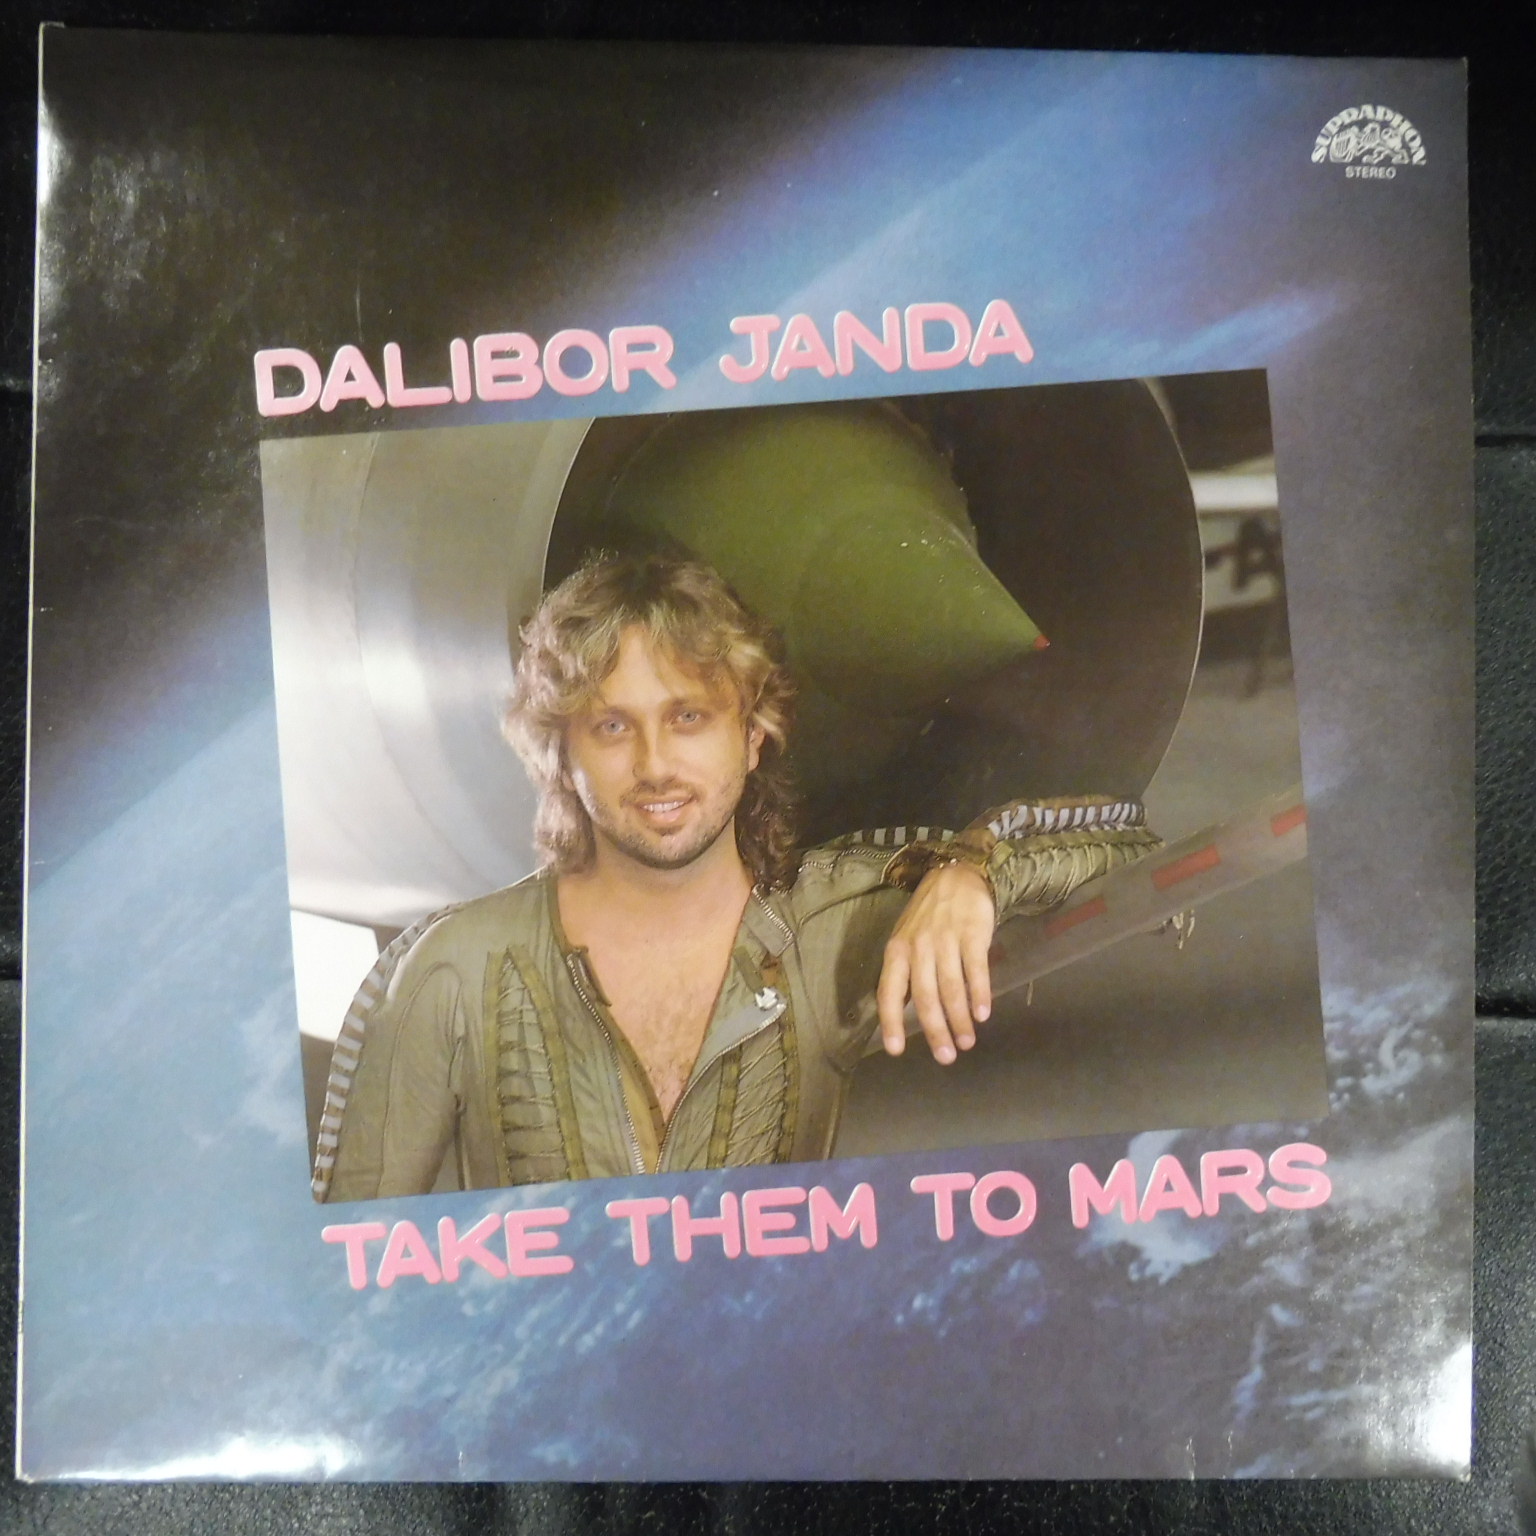 SUPRAPHON
STEREO
DALIBOR JANDA
TAKE THEM TO MARS